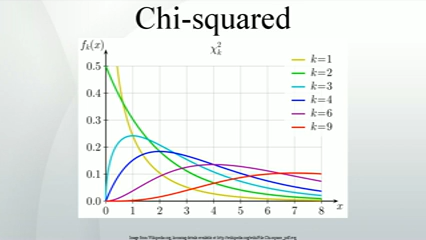 Chi-squared
fₖ(x)
χ²ₖ
k=1
k=2
k=3
k=4
k=6
k=9
0.5
0.4
0.3
0.2
0.1
0.0
0 1 2 3 4 5 6 7 8 x